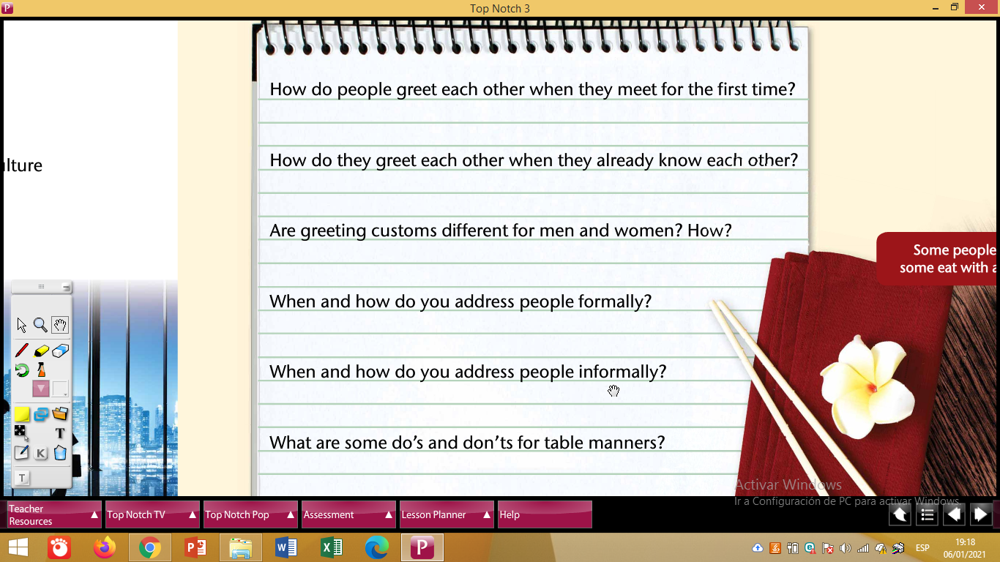 Top Notch 3
How do people greet each other when they meet for the first time?
How do they greet each other when they already know each other?
lture
Are greeting customs different for men and women? How?
Some people
some eat with a
When and how do you address people formally?
When and how do you address people informally?
What are some do's and don'ts for table manners?
T
K
T
Activar Windows
Ir a Configuración de PC para activar Windows.
Teacher
Resources
Top Notch TV
Top Notch Pop
Assessment
Lesson Planner
Help
ESP
19:18
06/01/2021